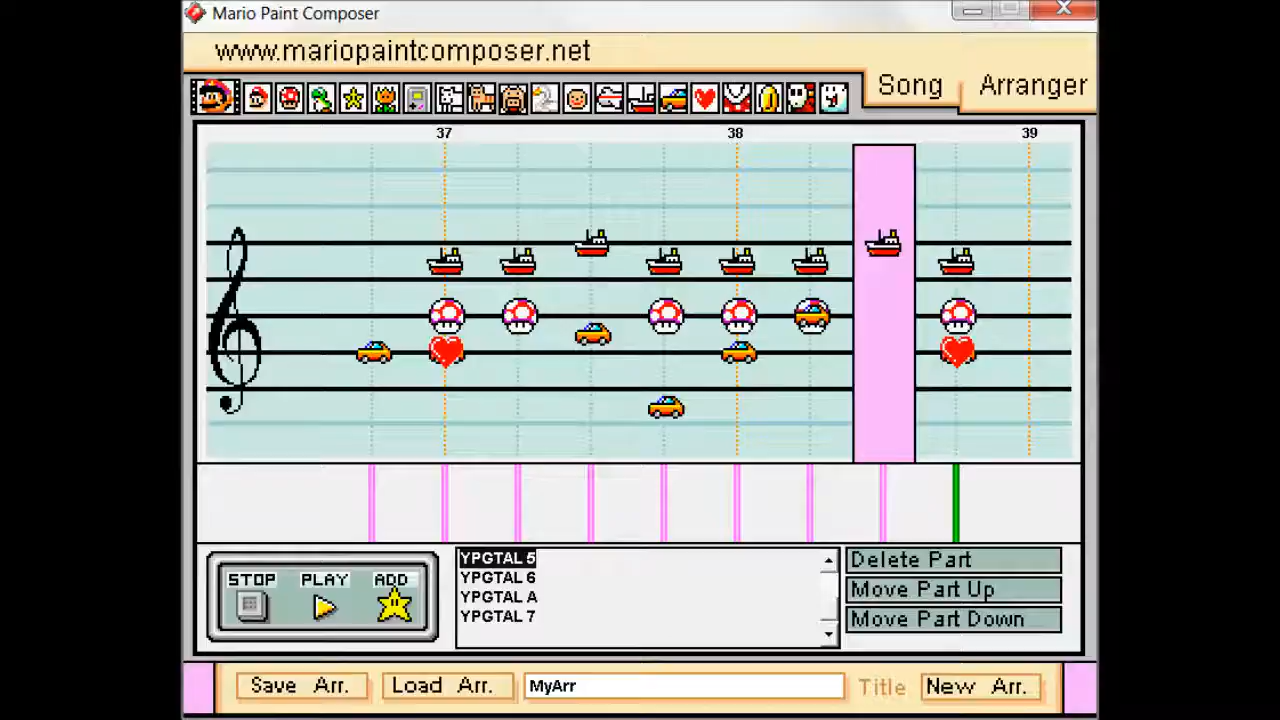 Mario Paint Composer
www.mariopaintcomposer.net
Song
Arranger
37
38
39
STOP
PLAY
ADD
YPGTAL 5
YPGTAL 6
YPGTAL A
YPGTAL 7
Delete Part
Move Part Up
Move Part Down
Save Arr.
Load Arr.
MyArr
Title
New Arr.